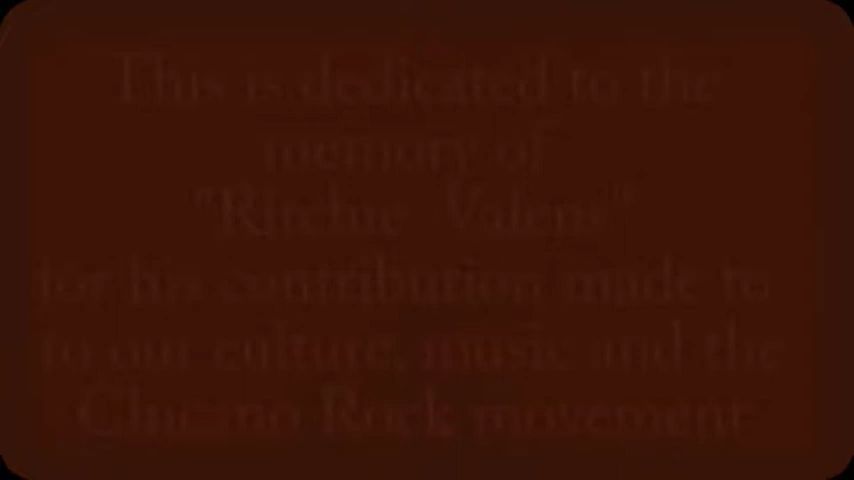 This is dedicated to the
memory of
"Ritchie Valens"
for his contribution made to
to our culture, music and the
Chicano Rock movement